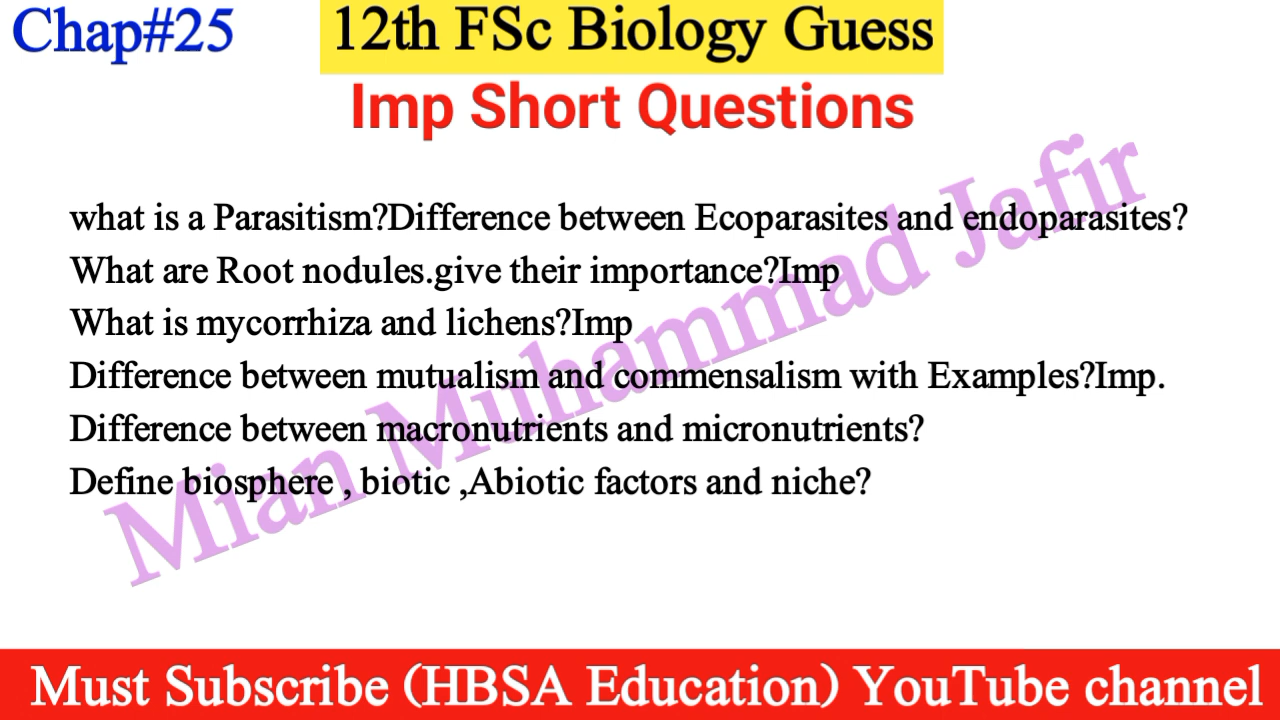 Chap#25
12th FSc Biology Guess
Imp Short Questions
what is a Parasitism?Difference between Ecoparasites and endoparasites?
What are Root nodules.give their importance?Imp
What is mycorrhiza and lichens?Imp
Difference between mutualism and commensalism with Examples?Imp.
Difference between macronutrients and micronutrients?
Define biosphere , biotic ,Abiotic factors and niche?
Mian Muhammad Jafir
Must Subscribe (HBSA Education) YouTube channel